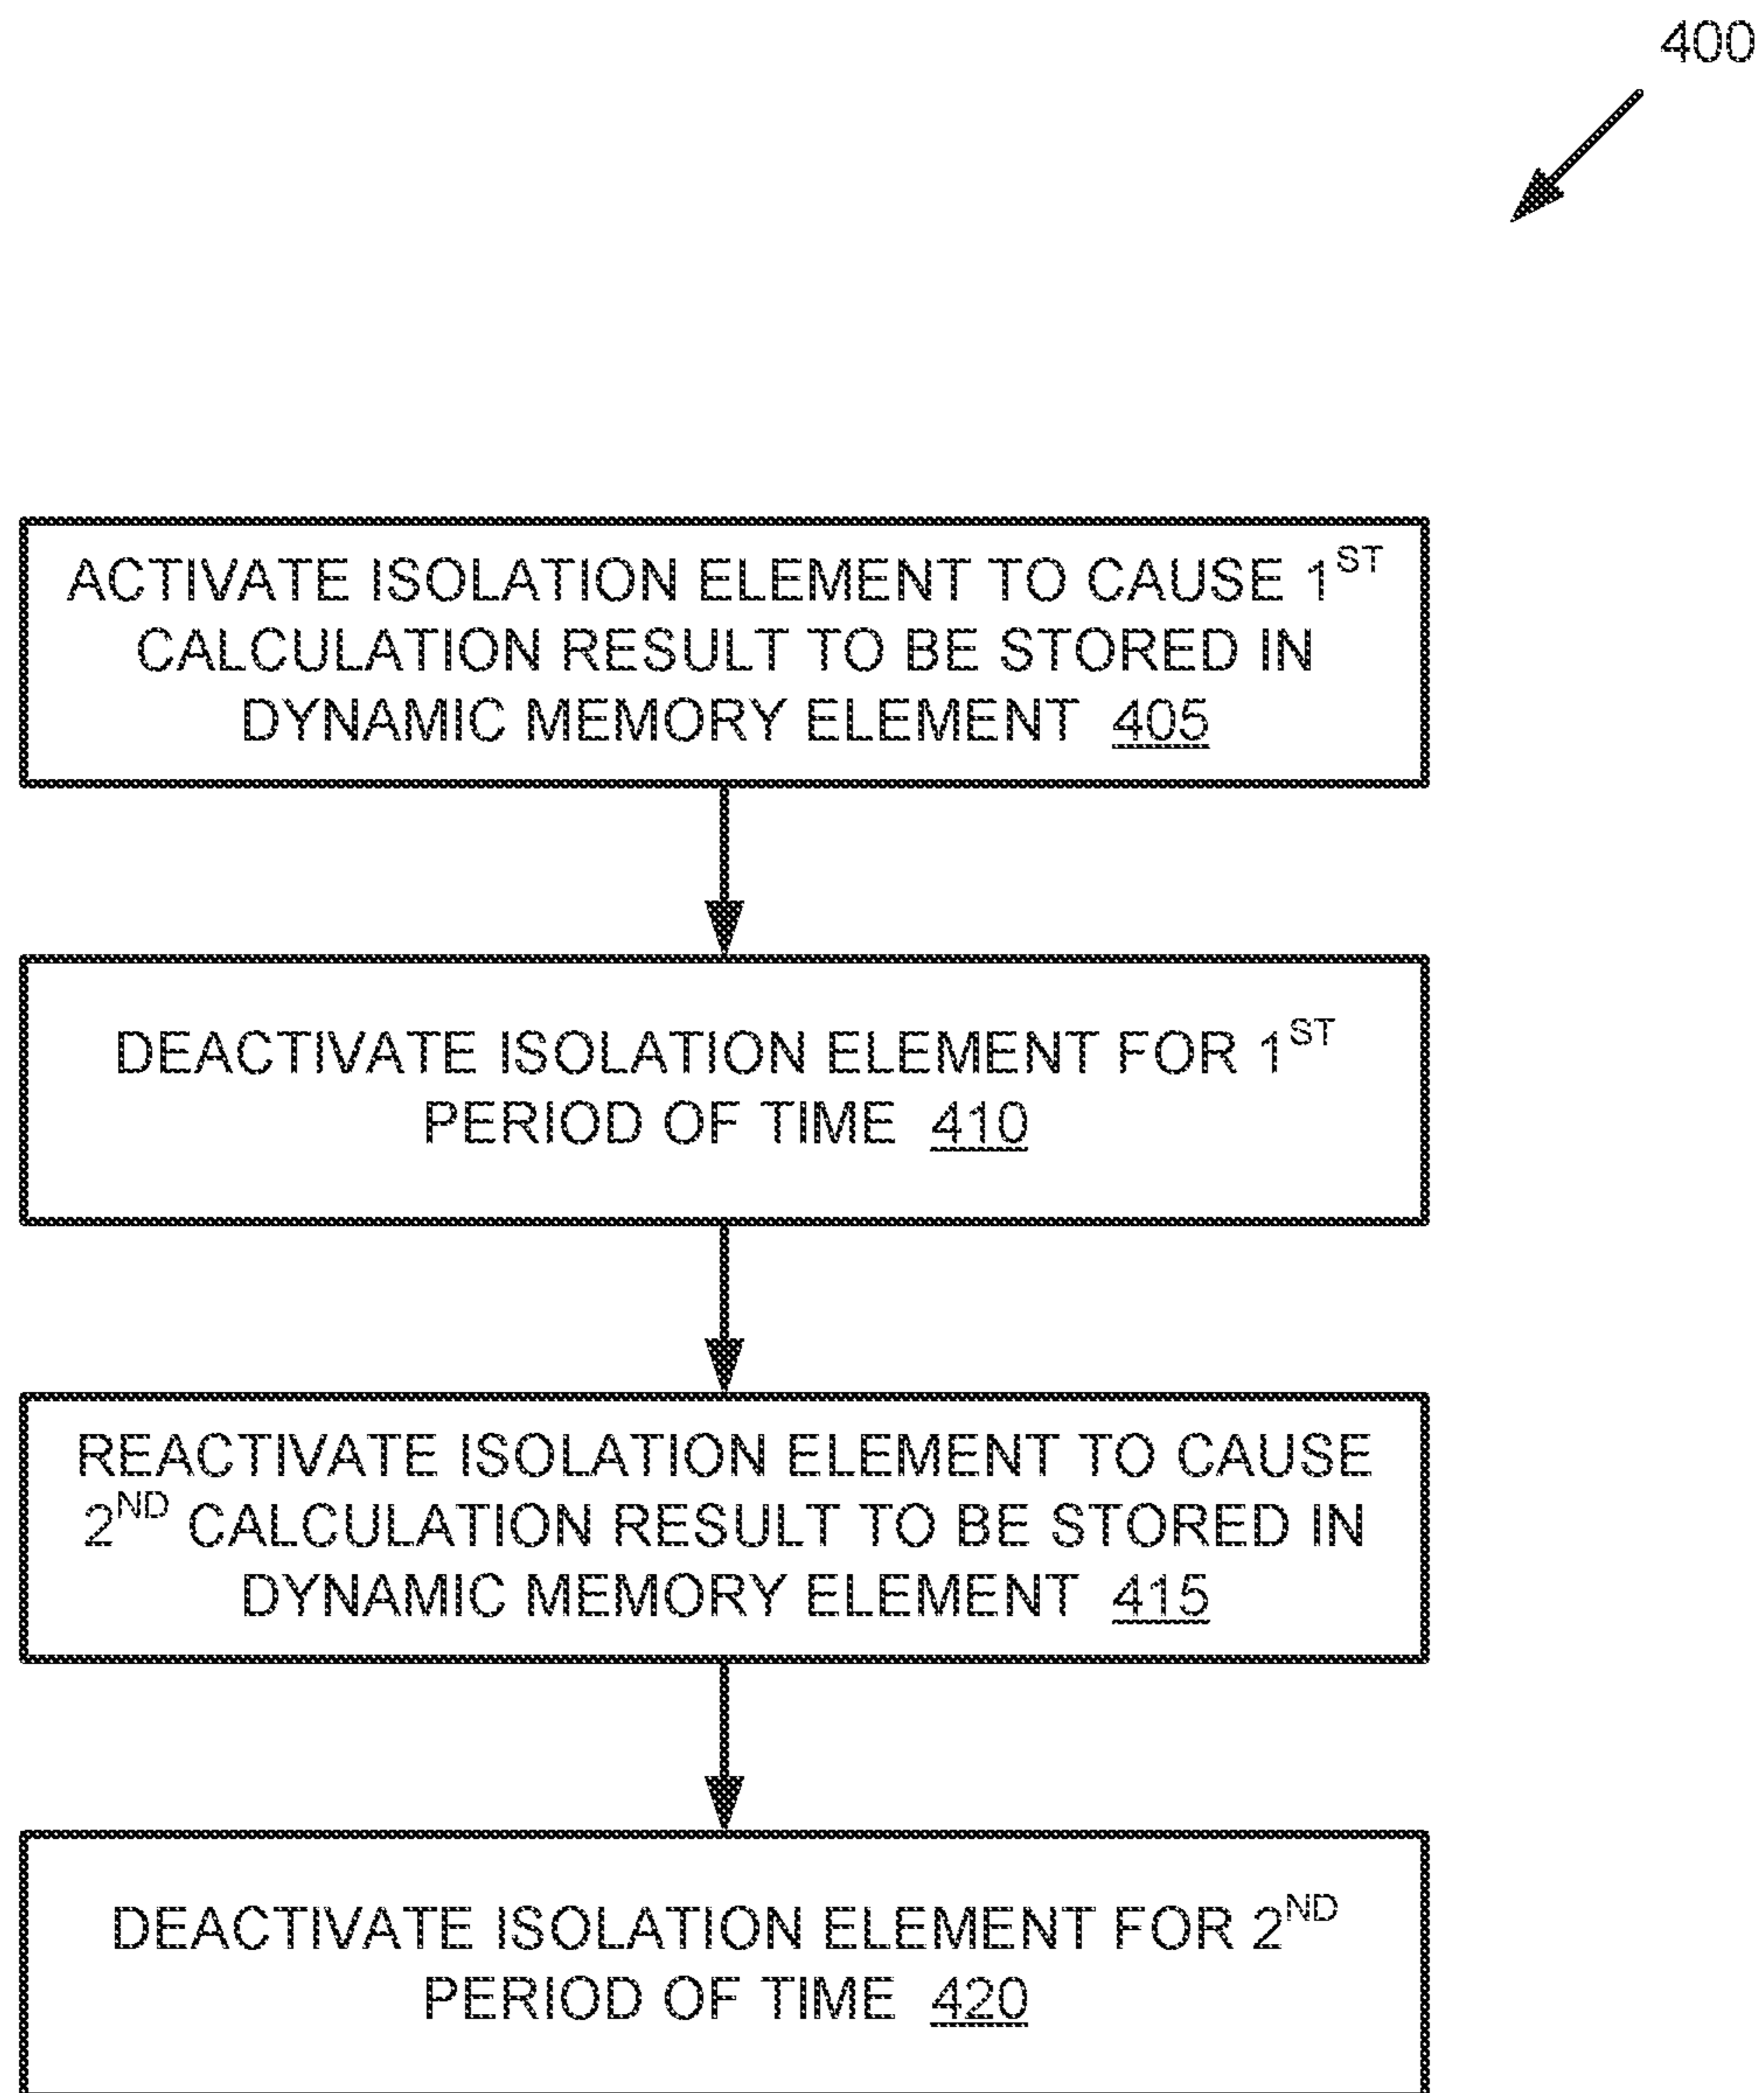 400
ACTIVATE ISOLATION ELEMENT TO CAUSE 1ST
CALCULATION RESULT TO BE STORED IN
DYNAMIC MEMORY ELEMENT 405
DEACTIVATE ISOLATION ELEMENT FOR 1ST
PERIOD OF TIME 410
REACTIVATE ISOLATION ELEMENT TO CAUSE
2ND CALCULATION RESULT TO BE STORED IN
DYNAMIC MEMORY ELEMENT 415
DEACTIVATE ISOLATION ELEMENT FOR 2ND
PERIOD OF TIME 420